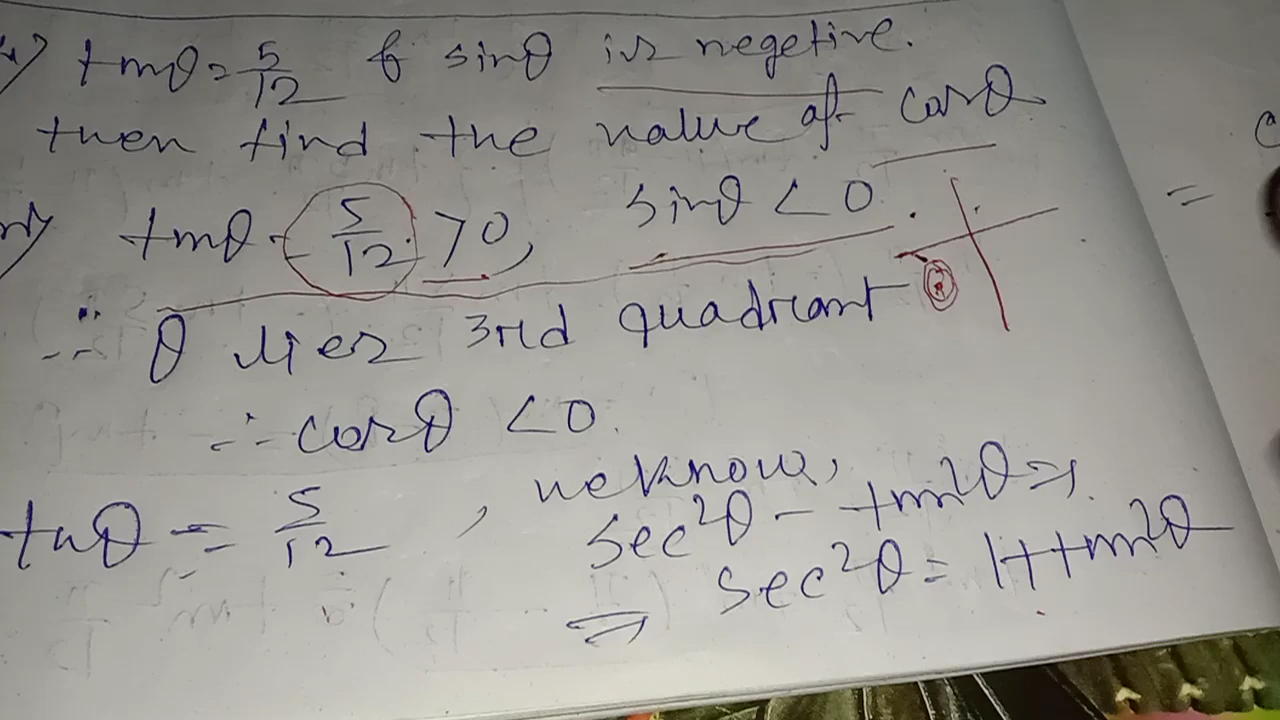 tanθ = 5/12 & sinθ is negetive.
then find the value of cosθ.
tanθ = 5/12 > 0, sinθ < 0.
∴ θ lies 3rd quadrant
∴ cosθ < 0.
tanθ = 5/12, we know,
sec²θ - tan²θ = 1.
⇒ sec²θ = 1 + tan²θ
=